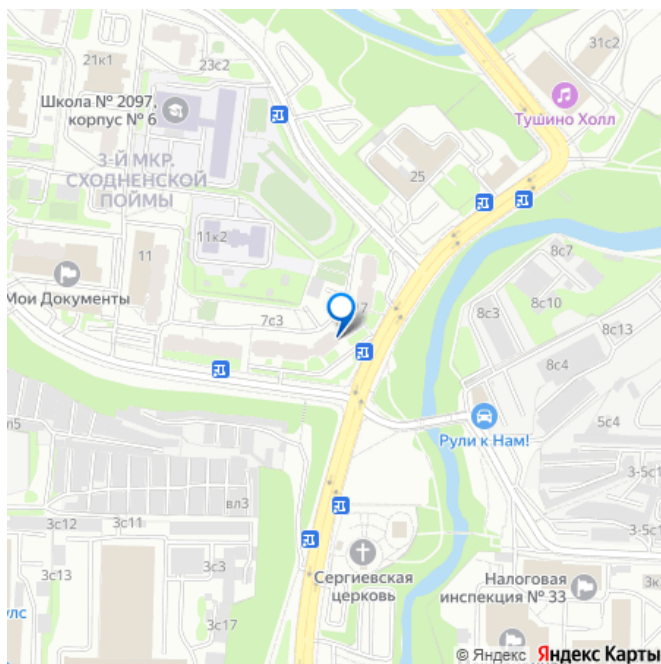 21к1
23с2
31с2
Школа № 2097,
корпус № 6
Тушино Холл
3-Й МКР.
СХОДНЕНСКОЙ
ПОЙМЫ
25
11к2
11
8с7
Мои Документы
8с10
7
7с3
8с3
8с13
8с4
5с4
Рули к Нам!
3-5с1
вл3
3с12
3с11
3-5с1
3с3
3с13
Сергиевская
церковь
Налоговая
инспекция № 33
3с17
© Яндекс Яндекс Карты